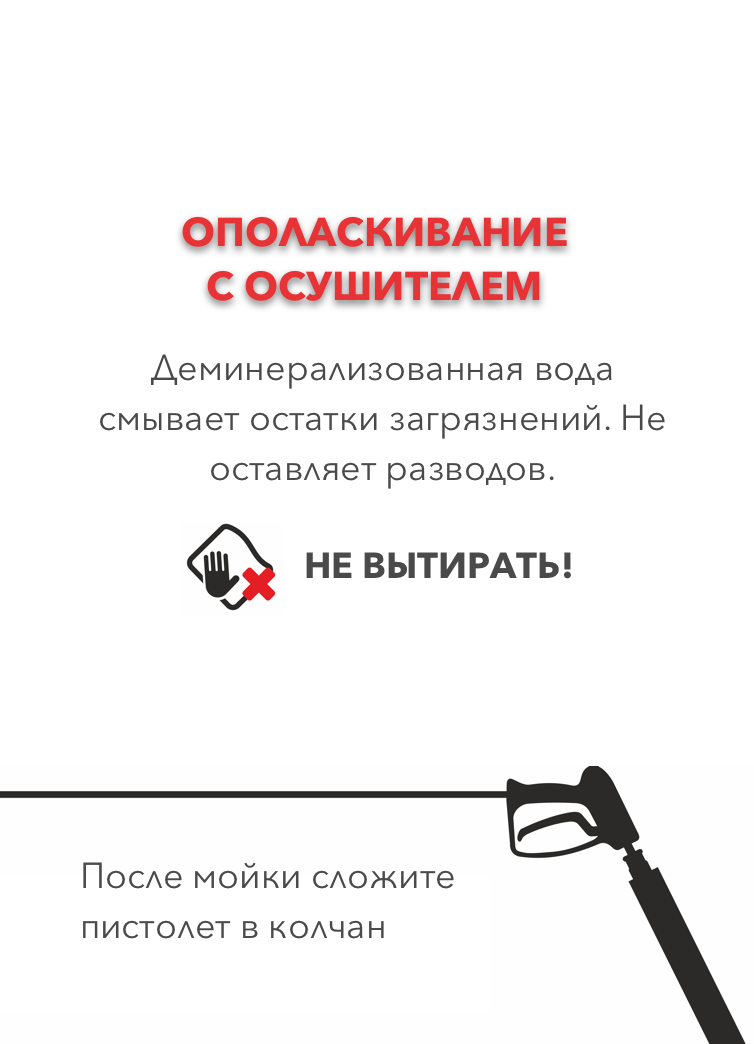 ОПОЛАСКИВАНИЕ
С ОСУШИТЕЛЕМ
Деминерализованная вода
смывает остатки загрязнений. Не
оставляет разводов.
НЕ ВЫТИРАТЬ!
После мойки сложите
пистолет в колчан